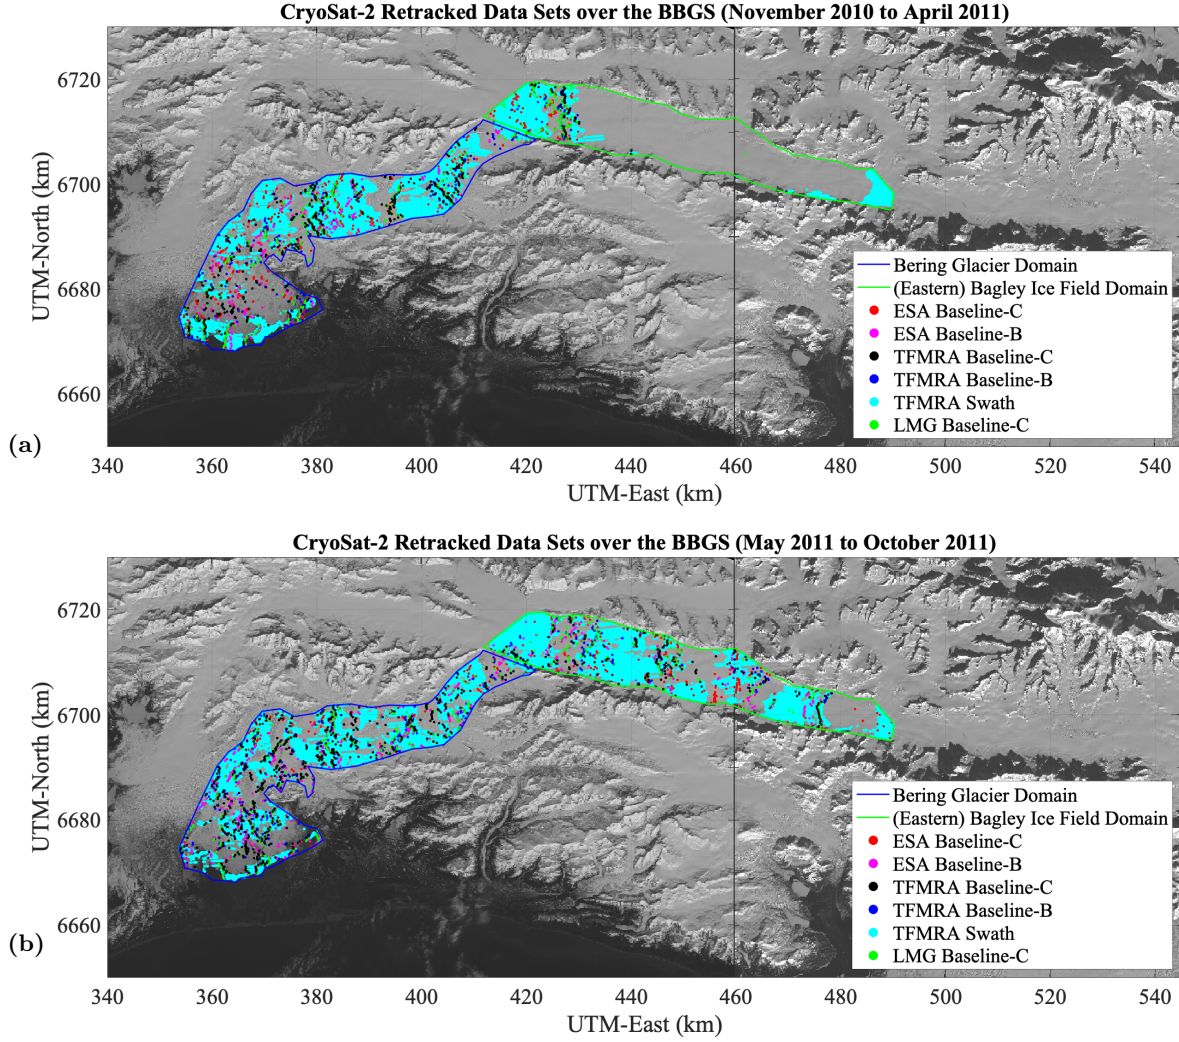 CryoSat-2 Retracked Data Sets over the BBGS (November 2010 to April 2011)
6720
6700
6680
6660
UTM-North (km)
Bering Glacier Domain
(Eastern) Bagley Ice Field Domain
ESA Baseline-C
ESA Baseline-B
TFMRA Baseline-C
TFMRA Baseline-B
TFMRA Swath
LMG Baseline-C
(a)
340 360 380 400 420 440 460 480 500 520 540
UTM-East (km)
CryoSat-2 Retracked Data Sets over the BBGS (May 2011 to October 2011)
6720
6700
6680
6660
UTM-North (km)
Bering Glacier Domain
(Eastern) Bagley Ice Field Domain
ESA Baseline-C
ESA Baseline-B
TFMRA Baseline-C
TFMRA Baseline-B
TFMRA Swath
LMG Baseline-C
(b)
340 360 380 400 420 440 460 480 500 520 540
UTM-East (km)